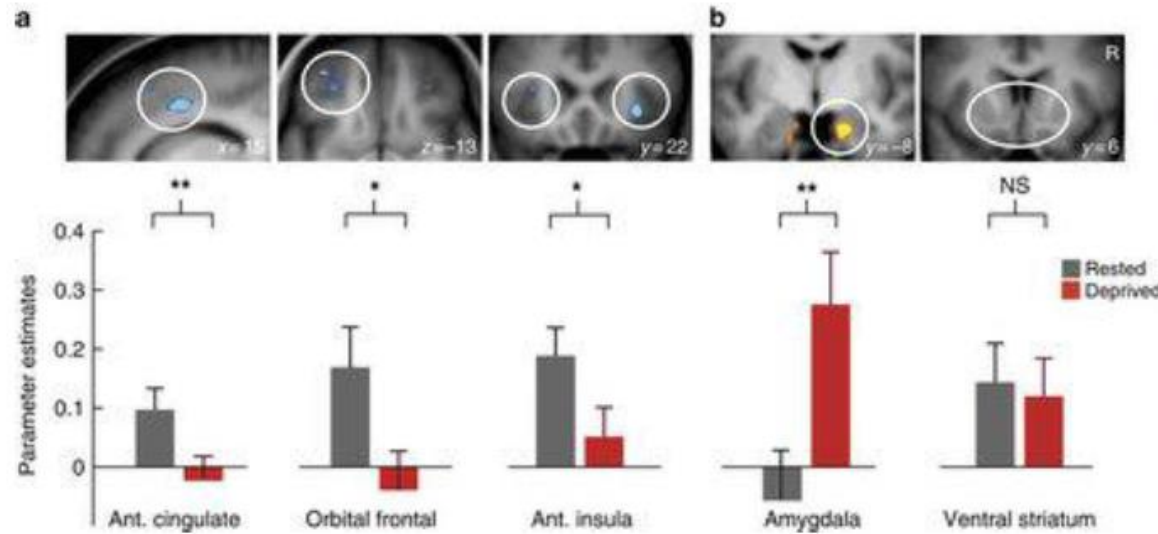 a
b
x=15
z=−13
y=22
R
y=−8
y=6
**
*
*
**
NS
0.4
0.3
0.2
0.1
0
Parameter estimates
Rested
Deprived
Ant. cingulate
Orbital frontal
Ant. insula
Amygdala
Ventral striatum